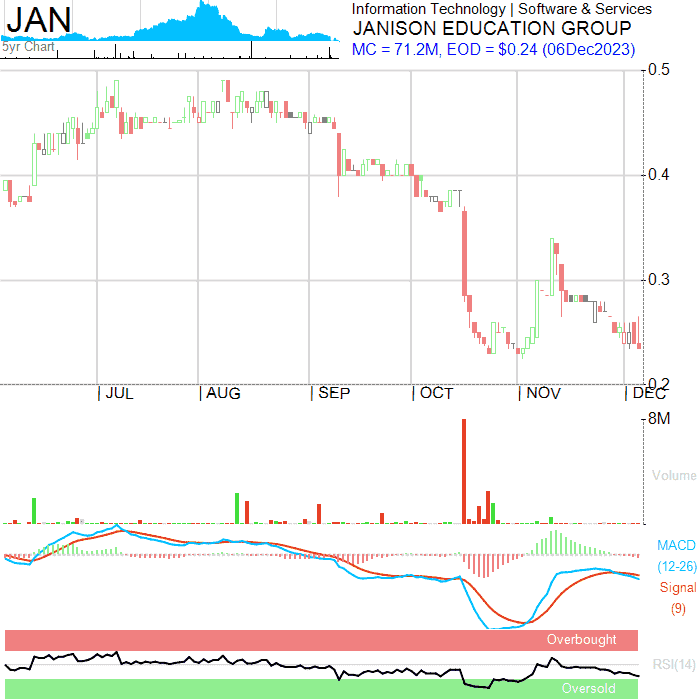 JAN
5yr Chart
Information Technology | Software & Services
JANISON EDUCATION GROUP
MC = 71.2M, EOD = $0.24 (06Dec2023)
0.5
0.4
0.3
0.2
JUL AUG SEP OCT NOV DEC
8M
Volume
MACD
(12-26)
Signal
(9)
Overbought
RSI(14)
Oversold